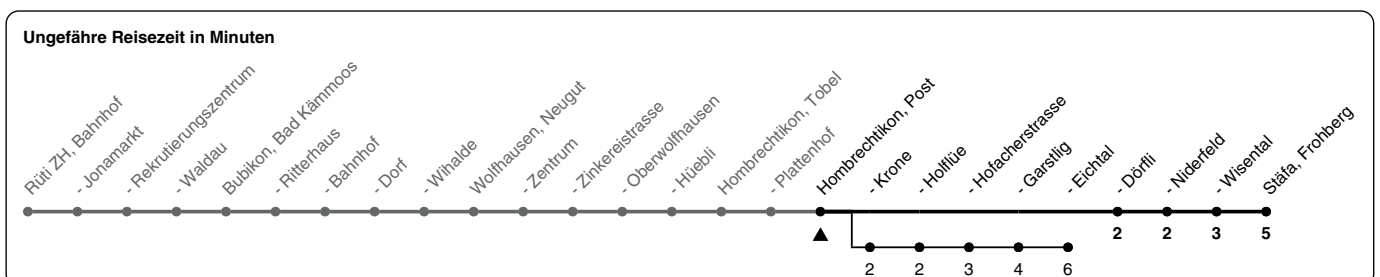 Ungefähre Reisezeit in Minuten
Rüti ZH, Bahnhof
- Jonamarkt
- Rekrutierungszentrum
- Waldau
Bubikon, Bad Kämmoos
- Ritterhaus
- Bahnhof
- Dorf
- Wihalde
Wolfhausen, Neugut
- Zentrum
- Zinkereistrasse
- Oberwolfhausen
- Hüebli
Hombrechtikon, Tobel
- Plattenhof
Hombrechtikon, Post
- Krone
- Holflüe
- Hofacherstrasse
- Garstlig
- Eichtal
- Dörfli
- Niderfeld
- Wisental
Stäfa, Frohberg
2 2 3 5
2 2 3 4 6